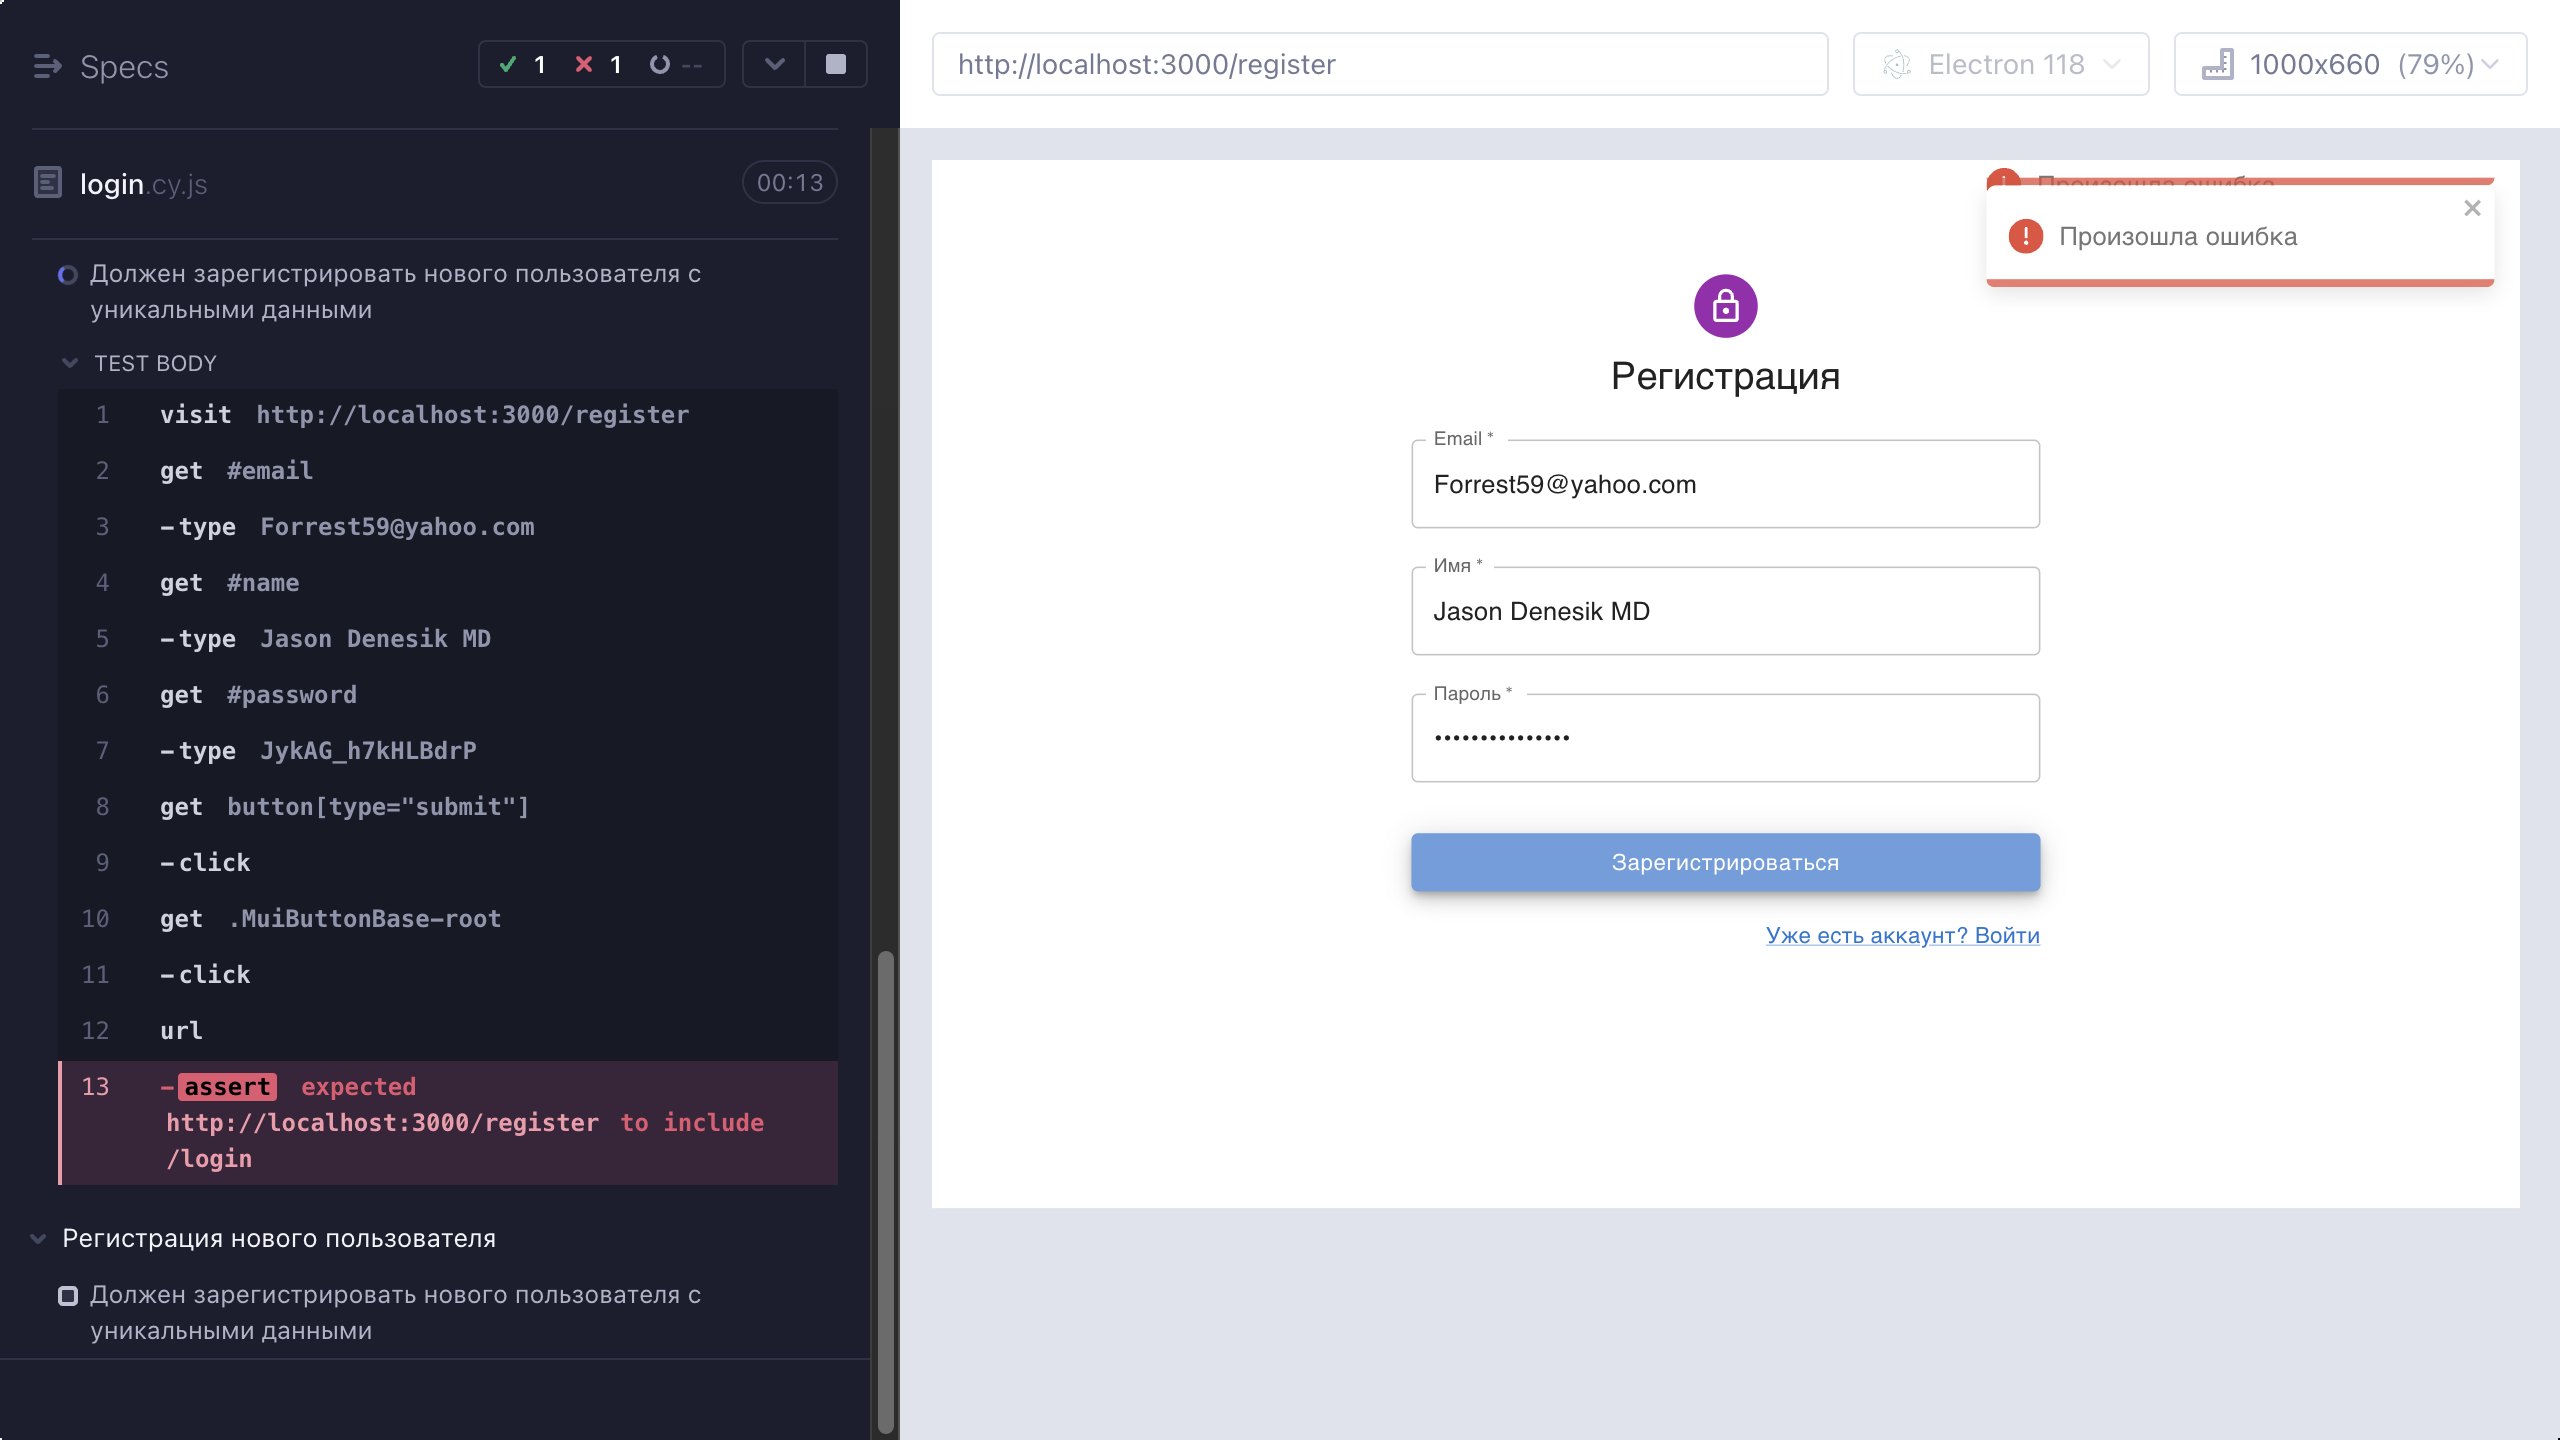 Specs
1
1
--
login.cy.js
00:13
Должен зарегистрировать нового пользователя с
уникальными данными
TEST BODY
1 visit http://localhost:3000/register
2 get #email
3 -type Forrest59@yahoo.com
4 get #name
5 -type Jason Denesik MD
6 get #password
7 -type JykAG_h7kHLBdrP
8 get button[type="submit"]
9 -click
10 get .MuiButtonBase-root
11 -click
12 url
13 -assert expected
http://localhost:3000/register to include
/login
Регистрация нового пользователя
Должен зарегистрировать нового пользователя с
уникальными данными
http://localhost:3000/register
Electron 118
1000x660 (79%)
Произошла ошибка
Произошла ошибка
Регистрация
Email *
Forrest59@yahoo.com
Имя *
Jason Denesik MD
Пароль *
•••••••••••••••
Зарегистрироваться
Уже есть аккаунт? Войти